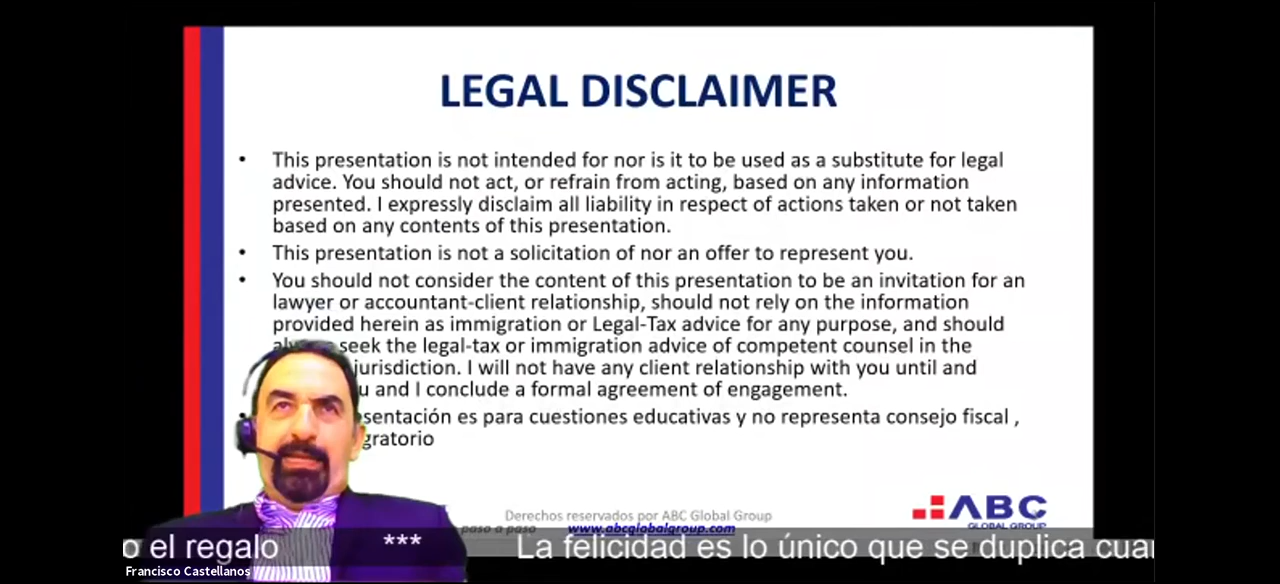 LEGAL DISCLAIMER
• This presentation is not intended for nor is it to be used as a substitute for legal
advice. You should not act, or refrain from acting, based on any information
presented. I expressly disclaim all liability in respect of actions taken or not taken
based on any contents of this presentation.
• This presentation is not a solicitation of nor an offer to represent you.
• You should not consider the content of this presentation to be an invitation for an
lawyer or accountant-client relationship, should not rely on the information
provided herein as immigration or Legal-Tax advice for any purpose, and should
seek the legal-tax or immigration advice of competent counsel in the
jurisdiction. I will not have any client relationship with you until and
u and I conclude a formal agreement of engagement.
sentación es para cuestiones educativas y no representa consejo fiscal ,
gratorio
Derechos reservados por ABC Global Group
paso a paso www.abcglobalgroup.com
ABC
GLOBAL GROUP
o el regalo *** La felicidad es lo único que se duplica cua
Francisco Castellanos